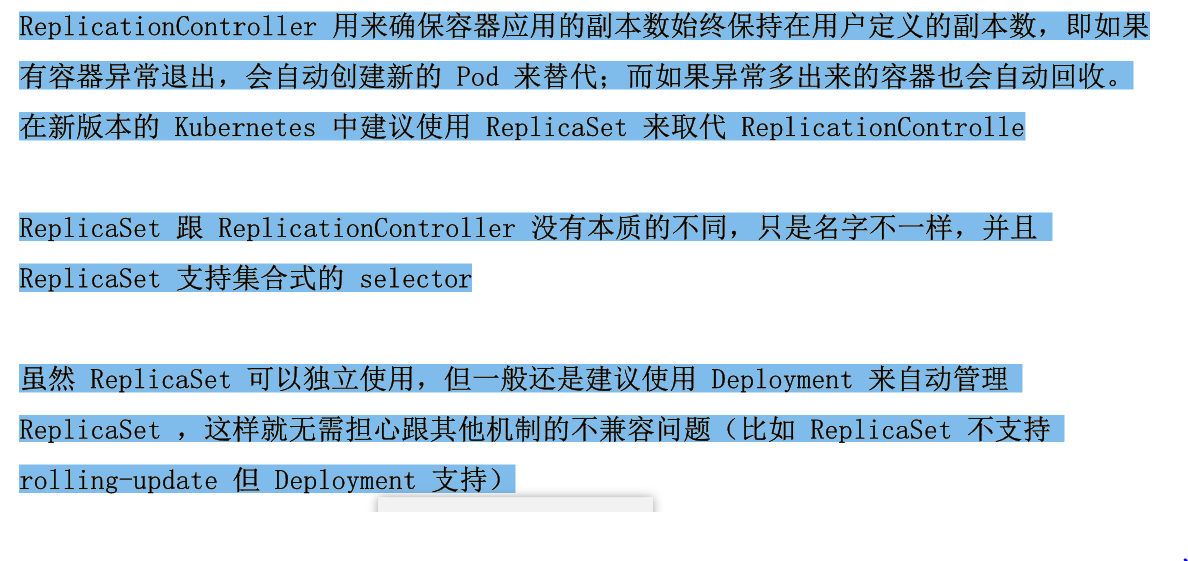 ReplicationController 用来确保容器应用的副本数始终保持在用户定义的副本数，即如果
有容器异常退出，会自动创建新的 Pod 来替代；而如果异常多出来的容器也会自动回收。
在新版本的 Kubernetes 中建议使用 ReplicaSet 来取代 ReplicationControlle
ReplicaSet 跟 ReplicationController 没有本质的不同，只是名字不一样，并且
ReplicaSet 支持集合式的 selector
虽然 ReplicaSet 可以独立使用，但一般还是建议使用 Deployment 来自动管理
ReplicaSet ，这样就无需担心跟其他机制的不兼容问题（比如 ReplicaSet 不支持
rolling-update 但 Deployment 支持）